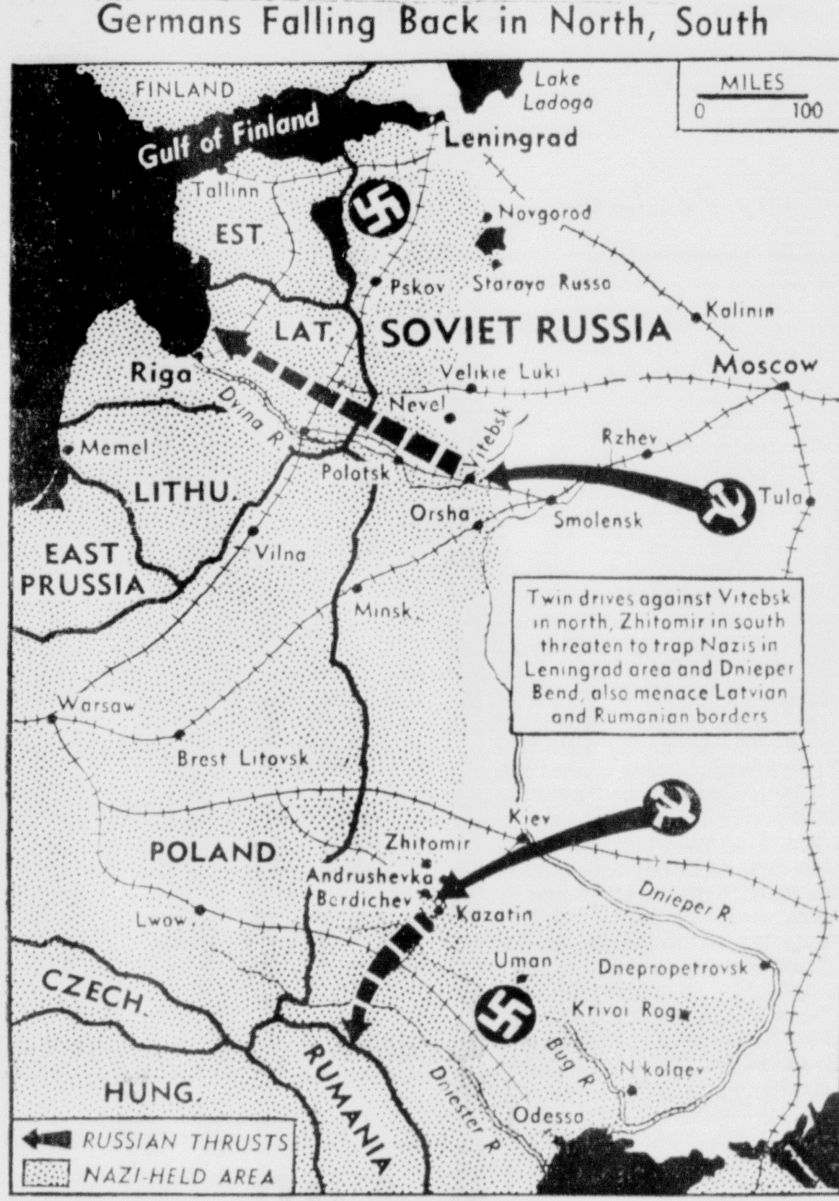 Germans Falling Back in North, South
FINLAND
Lake
Ladoga
MILES
0 100
Gulf of Finland
Leningrad
Tallinn
EST.
Novgorod
Pskov
Staraya Russa
Kalinin
LAT.
SOVIET RUSSIA
Riga
Velikie Luki
Moscow
Dvina R.
Nevel
Vitebsk
Rzhev
Memel
Polotsk
LITHU.
Orsha
Smolensk
Tula
EAST
PRUSSIA
Vilna
Minsk
Twin drives against Vitebsk
in north, Zhitomir in south
threaten to trap Nazis in
Leningrad area and Dnieper
Bend, also menace Latvian
and Rumanian borders
Warsaw
Brest Litovsk
Kiev
POLAND
Zhitomir
Andrushevka
Berdichev
Kazatin
Dnieper R.
Lwow
Uman
Dnepropetrovsk
CZECH.
Krivoi Rog
Bug R
Nikolaev
HUNG.
RUMANIA
Dniester R
Odessa
RUSSIAN THRUSTS
NAZI-HELD AREA